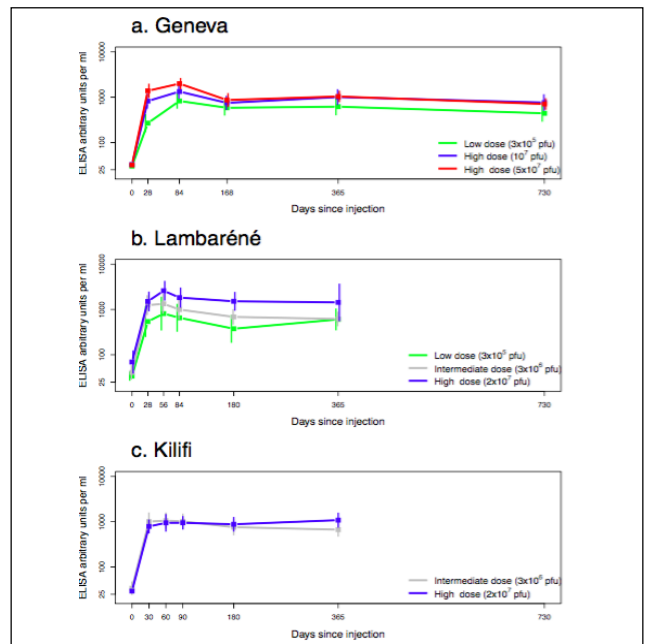 a. Geneva
10000
1000
100
25
ELISA arbitrary units per ml
Low dose (3x10⁵ pfu)
High dose (10⁷ pfu)
High dose (5x10⁷ pfu)
0 28 84 168 365 730
Days since injection
b. Lambaréné
10000
1000
100
25
ELISA arbitrary units per ml
Low dose (3x10⁵ pfu)
Intermediate dose (3x10⁶ pfu)
High dose (2x10⁷ pfu)
0 28 56 84 180 365 730
Days since injection
c. Kilifi
10000
1000
100
25
ELISA arbitrary units per ml
Intermediate dose (3x10⁶ pfu)
High dose (2x10⁷ pfu)
0 30 60 90 180 365 730
Days since injection